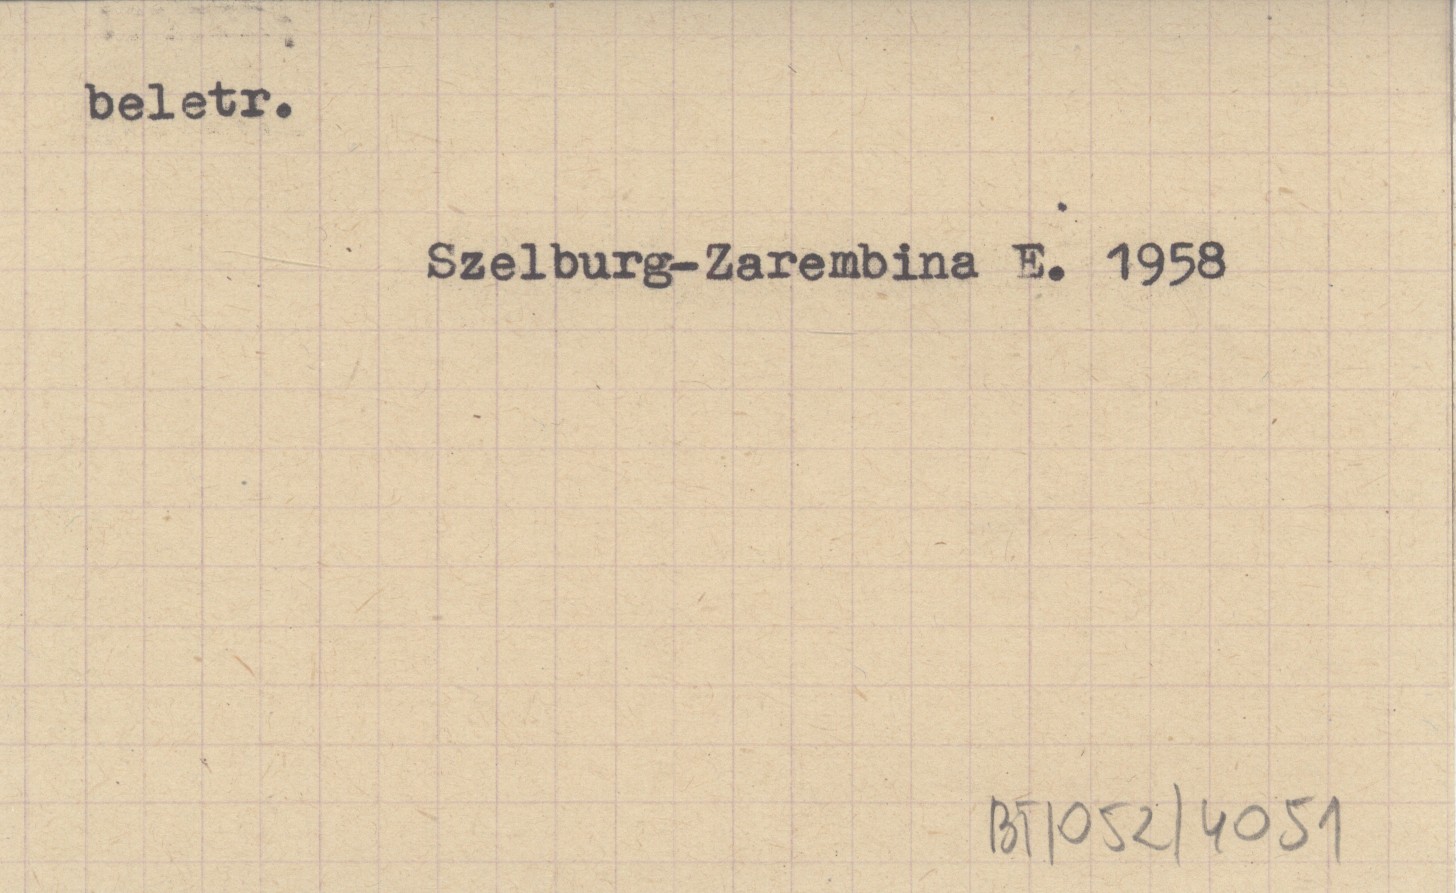 beletr.
Szelburg-Zarembina E. 1958
BT/052/4051